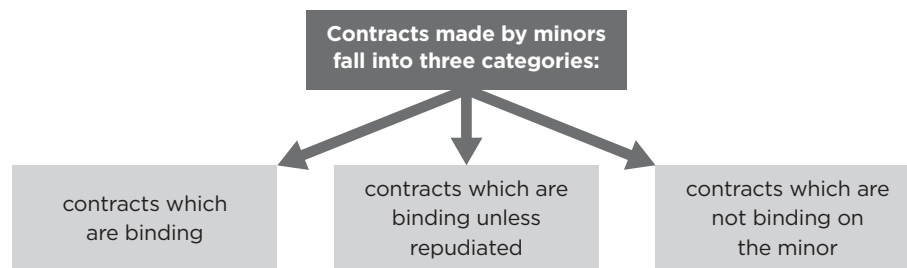 Contracts made by minors
fall into three categories:
contracts which
are binding
contracts which are
binding unless
repudiated
contracts which are
not binding on
the minor